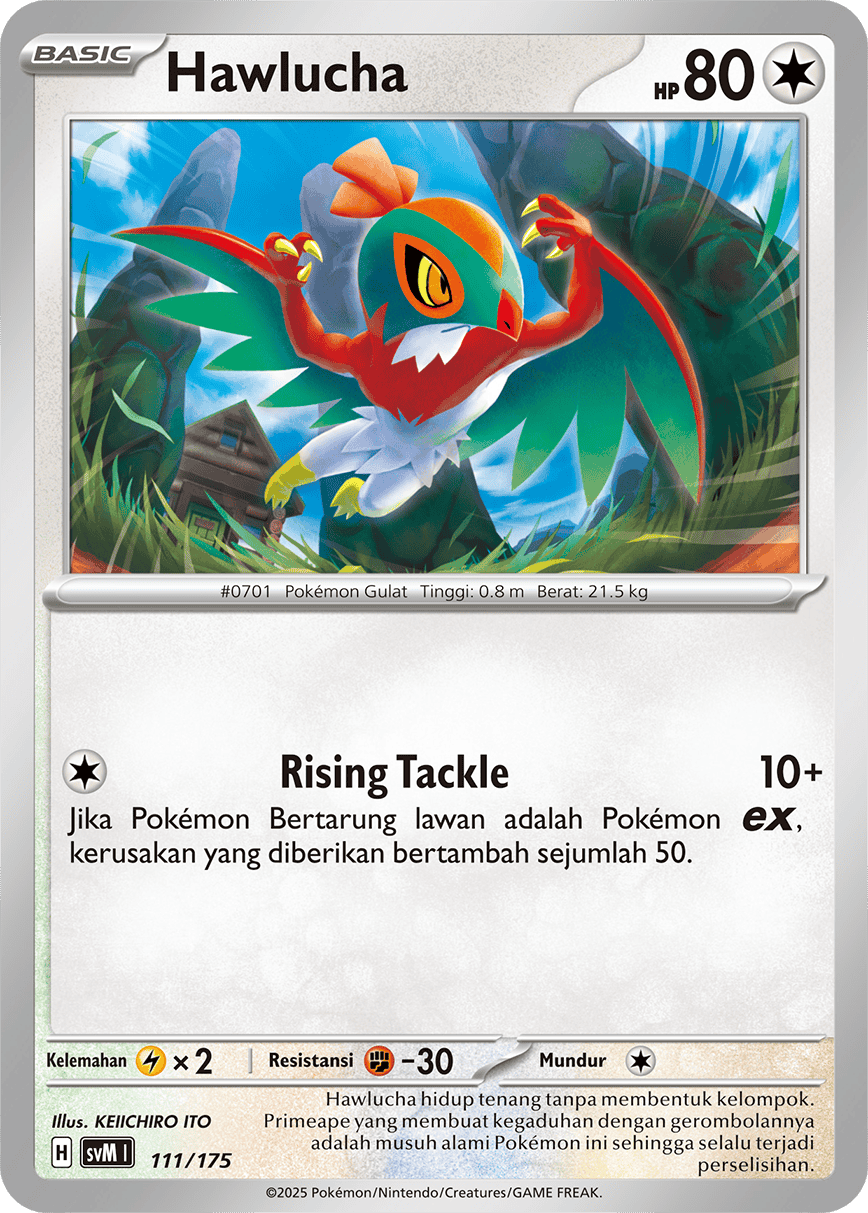 BASIC
Hawlucha
HP 80
#0701 Pokémon Gulat Tinggi: 0.8 m Berat: 21.5 kg
Rising Tackle 10+
Jika Pokémon Bertarung lawan adalah Pokémon ex,
kerusakan yang diberikan bertambah sejumlah 50.
Kelemahan ×2 Resistansi -30 Mundur
Hawlucha hidup tenang tanpa membentuk kelompok.
Primeape yang membuat kegaduhan dengan gerombolannya
adalah musuh alami Pokémon ini sehingga selalu terjadi
perselisihan.
Illus. KEIICHIRO ITO
H svM I 111/175
©2025 Pokémon/Nintendo/Creatures/GAME FREAK.